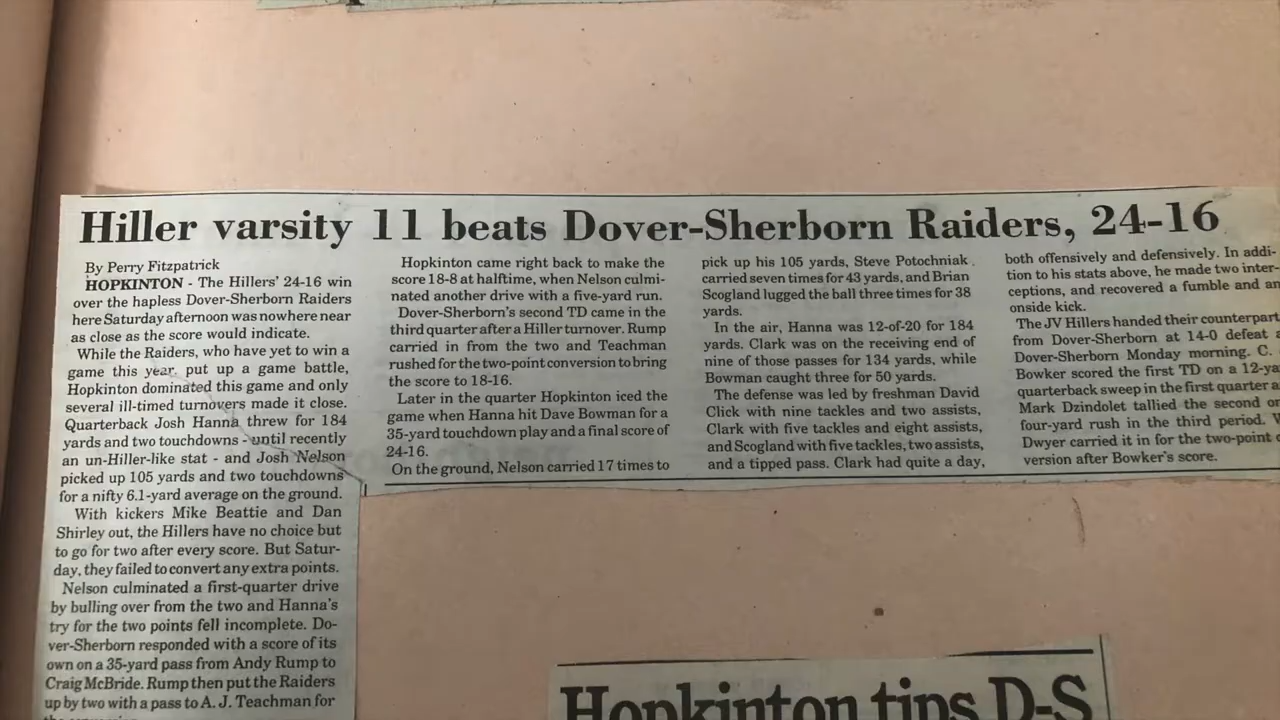 Hiller varsity 11 beats Dover-Sherborn Raiders, 24-16
By Perry Fitzpatrick
HOPKINTON - The Hillers' 24-16 win
over the hapless Dover-Sherborn Raiders
here Saturday afternoon was nowhere near
as close as the score would indicate.
While the Raiders, who have yet to win a
game this year, put up a game battle,
Hopkinton dominated this game and only
several ill-timed turnovers made it close.
Quarterback Josh Hanna threw for 184
yards and two touchdowns - until recently
an un-Hiller-like stat - and Josh Nelson
picked up 105 yards and two touchdowns
for a nifty 6.1-yard average on the ground.
With kickers Mike Beattie and Dan
Shirley out, the Hillers have no choice but
to go for two after every score. But Satur-
day, they failed to convert any extra points.
Nelson culminated a first-quarter drive
by bulling over from the two and Hanna's
try for the two points fell incomplete. Do-
ver-Sherborn responded with a score of its
own on a 35-yard pass from Andy Rump to
Craig McBride. Rump then put the Raiders
up by two with a pass to A. J. Teachman for
Hopkinton came right back to make the
score 18-8 at halftime, when Nelson culmi-
nated another drive with a five-yard run.
Dover-Sherborn's second TD came in the
third quarter after a Hiller turnover. Rump
carried in from the two and Teachman
rushed for the two-point conversion to bring
the score to 18-16.
Later in the quarter Hopkinton iced the
game when Hanna hit Dave Bowman for a
35-yard touchdown play and a final score of
24-16.
On the ground, Nelson carried 17 times to
pick up his 105 yards, Steve Potochniak
carried seven times for 43 yards, and Brian
Scogland lugged the ball three times for 38
yards.
In the air, Hanna was 12-of-20 for 184
yards. Clark was on the receiving end of
nine of those passes for 134 yards, while
Bowman caught three for 50 yards.
The defense was led by freshman David
Click with nine tackles and two assists,
Clark with five tackles and eight assists,
and Scogland with five tackles, two assists,
and a tipped pass. Clark had quite a day,
both offensively and defensively. In addi-
tion to his stats above, he made two inter-
ceptions, and recovered a fumble and an
onside kick.
The JV Hillers handed their counterpart
from Dover-Sherborn at 14-0 defeat
Dover-Sherborn Monday morning. C.
Bowker scored the first TD on a 12-ya
quarterback sweep in the first quarter a
Mark Dzindolet tallied the second on
four-yard rush in the third period.
Dwyer carried it in for the two-point
version after Bowker's score.
Hopkinton tips D-S